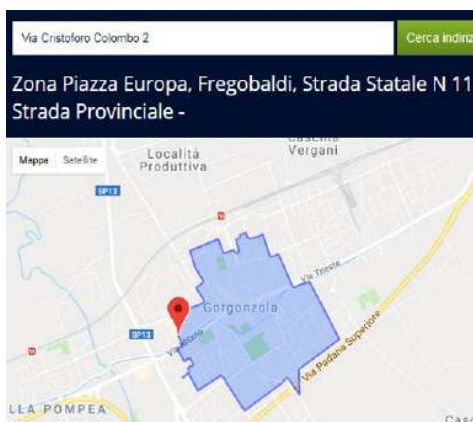 Via Cristoforo Colombo 2
Cerca indiriz
Zona Piazza Europa, Fregobaldi, Strada Statale N 11
Strada Provinciale -
Mappa
Satellite
Località
Produttiva
Cascina
Vergani
SP13
Via Trieste
Gorgonzola
SP13
Via Milano
Via Padana Superiore
LLA POMPEA
Casc